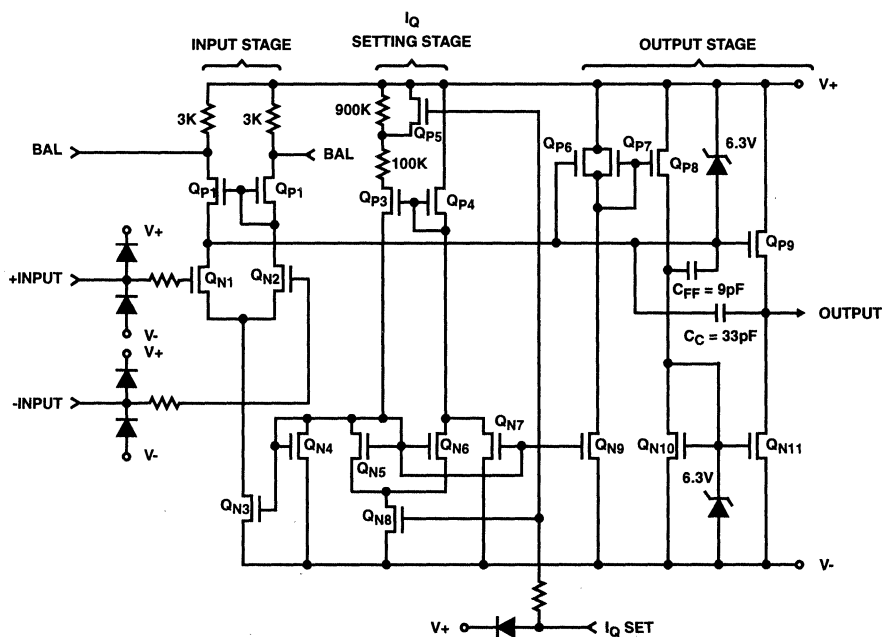 IQ
INPUT STAGE
SETTING STAGE
OUTPUT STAGE
V+
3K
3K
900K
QP5
QP6
QP7
QP8
6.3V
BAL
BAL
100K
QP1
QP1
QP3
QP4
QP9
V+
+INPUT
QN1
QN2
CFF = 9pF
OUTPUT
V-
V+
CC = 33pF
-INPUT
V-
QN4
QN5
QN6
QN7
QN9
QN10
QN11
6.3V
QN3
QN8
V-
V+
IQ SET